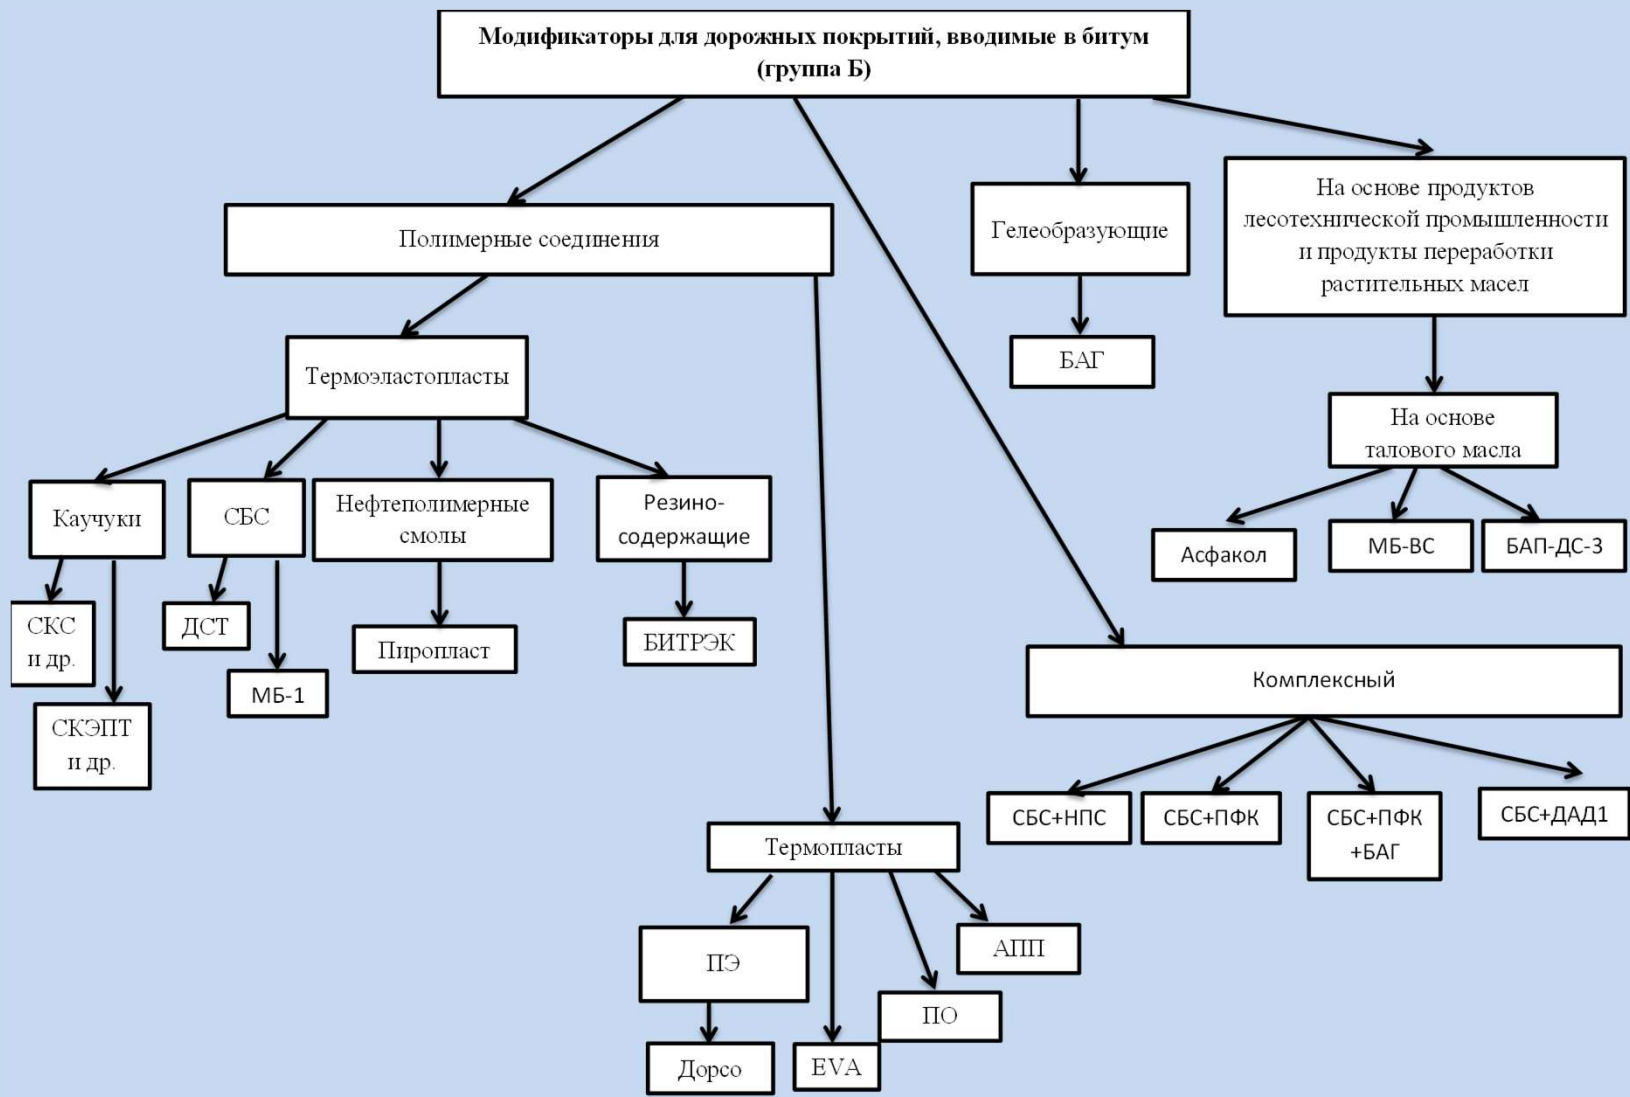 Модификаторы для дорожных покрытий, вводимые в битум
(группа Б)
Полимерные соединения
Гелеобразующие
На основе продуктов
лесотехнической промышленности
и продукты переработки
растительных масел
Термоэластопласты
БАГ
На основе
талового масла
Каучуки
СБС
Нефтеполимерные
смолы
Резино-
содержащие
Асфакол
МБ-ВС
БАП-ДС-3
СКС
и др.
ДСТ
Пиропласт
БИТРЭК
МБ-1
СКЭПТ
и др.
Комплексный
СБС+НПС
СБС+ПФК
СБС+ПФК
+БАГ
СБС+ДАД1
Термопласты
ПЭ
АПП
ПО
Дорсо
EVA